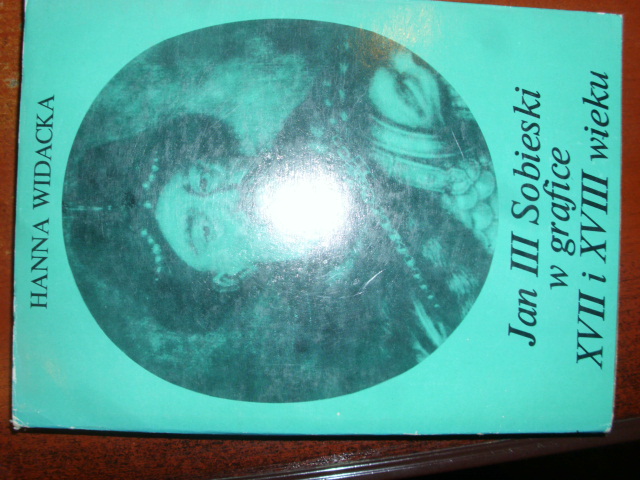 HANNA WIDACKA
Jan III Sobieski
w grafice
XVII i XVIII wieku